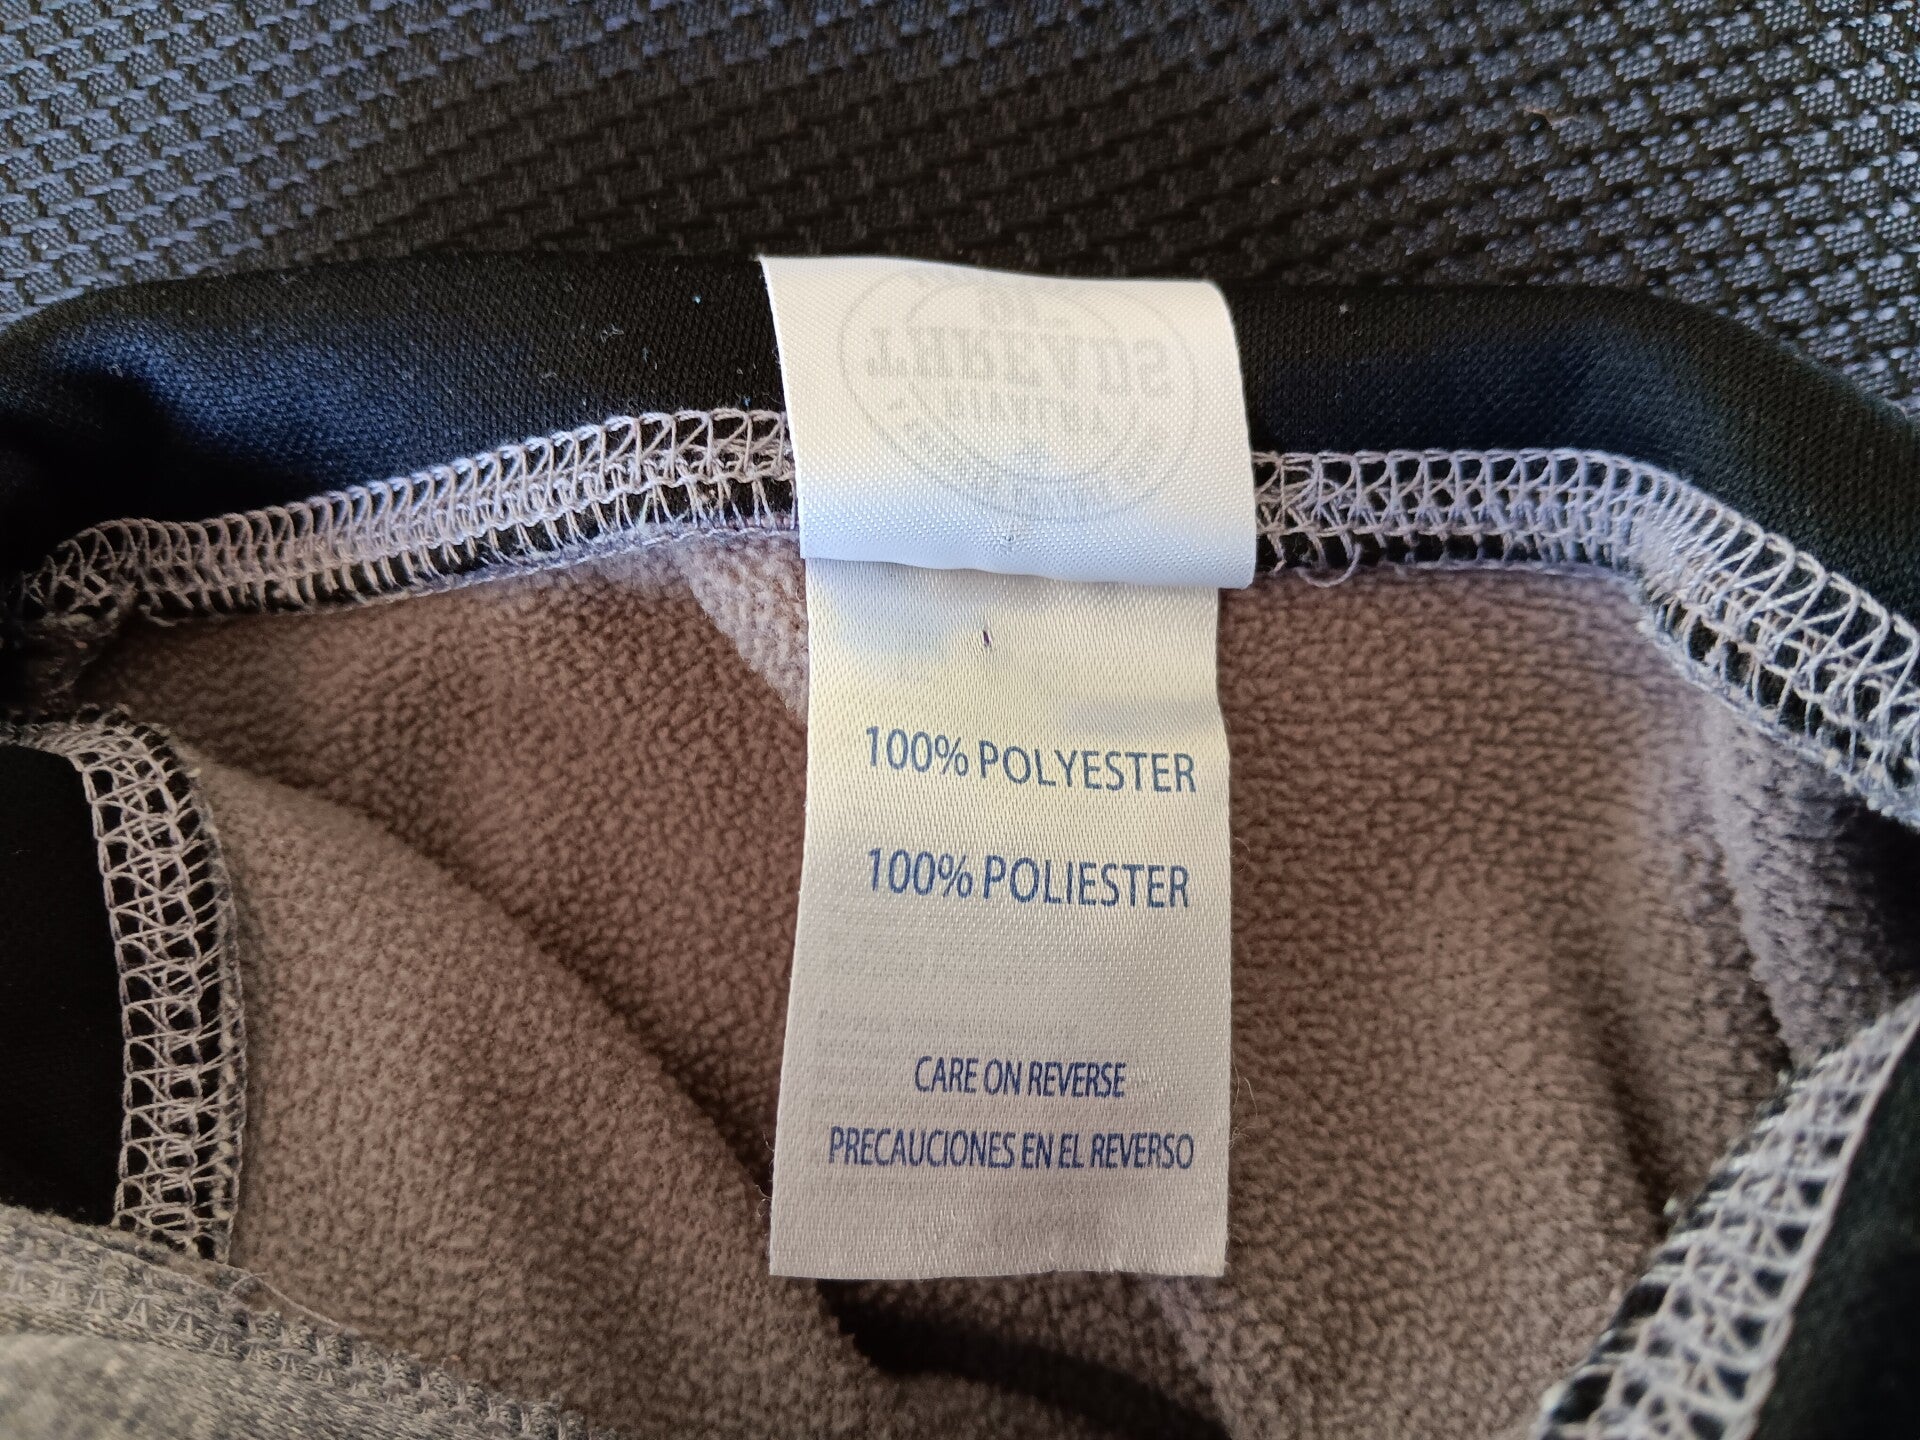 100% POLYESTER
100% POLIESTER
CARE ON REVERSE
PRECAUCIONES EN EL REVERSO